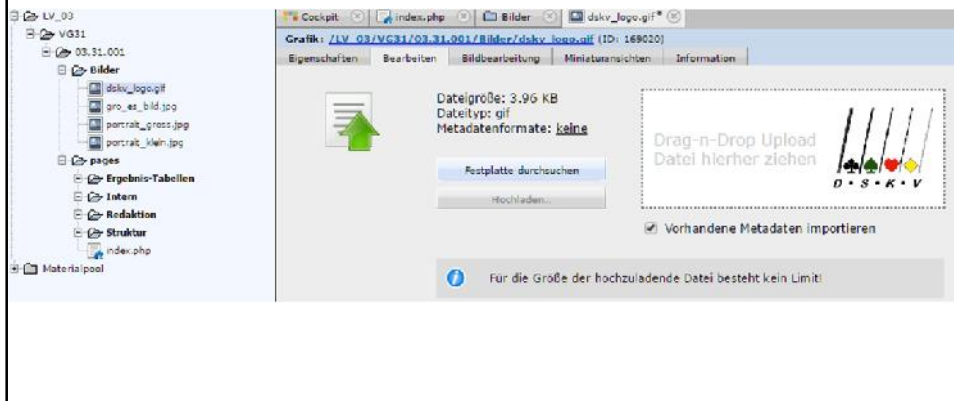 LV_03
VG31
03.31.001
Bilder
dskv_logo.gif
gro_es_bild.jpg
portrait_gross.jpg
portrait_klein.jpg
pages
Ergebnis-Tabellen
Intern
Redaktion
Struktur
index.php
Materialpool
Cockpit index.php Bilder dskv_logo.gif*
Grafik: /LV_03/VG31/03.31.001/Bilder/dskv_logo.gif (ID: 169020)
Eigenschaften Bearbeiten Bildbearbeitung Miniaturansichten Information
Dateigröße: 3.96 KB
Dateityp: gif
Metadatenformate: keine
Festplatte durchsuchen
Hochladen...
Drag-n-Drop Upload
Datei hierher ziehen
D • S • K • V
Vorhandene Metadaten importieren
Für die Größe der hochzuladende Datei besteht kein Limit!